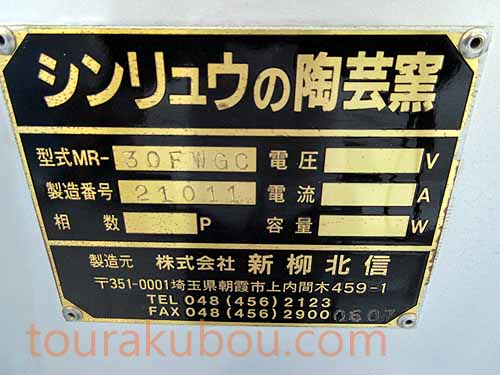 シンリュウの陶芸窯
型式MR- 30FWGC 電圧 V
製造番号 21011 電流 A
相数 P 容量 W
製造元 株式会社 新柳北信
〒351-0001埼玉県朝霞市上内間木459-1
TEL 048(456)2123
FAX 048(456)2900 0607
tourakubou.com